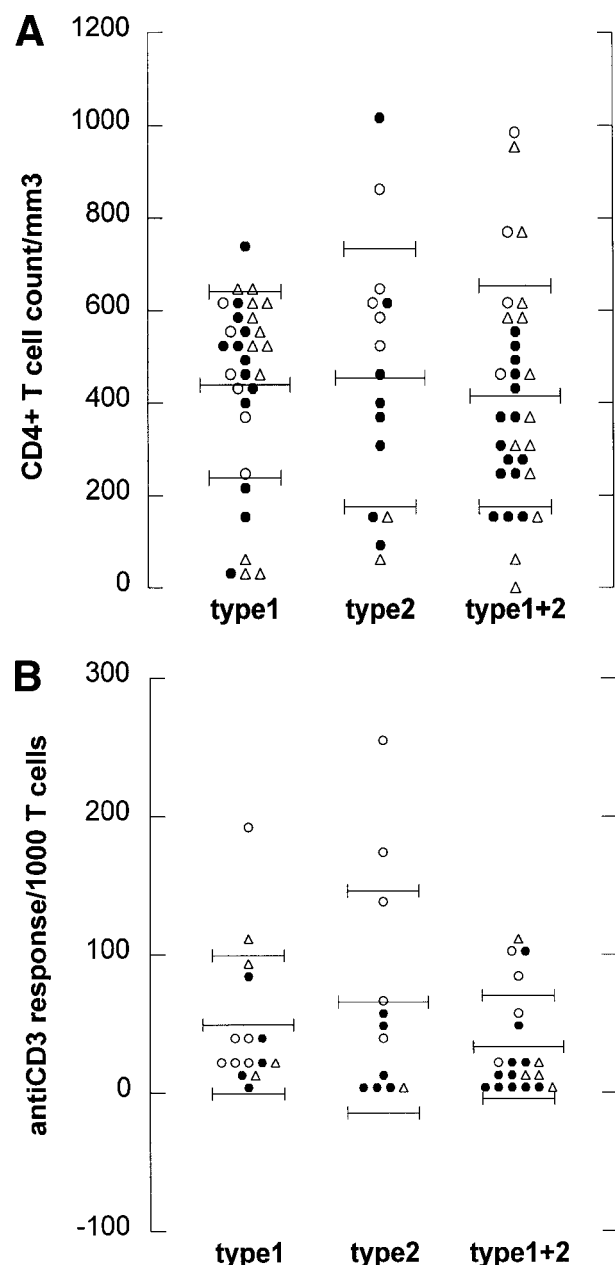 A
1200
1000
800
600
400
200
0
CD4+ T cell count/mm3
type1 type2 type1+2
B
300
200
100
0
-100
antiCD3 response/1000 T cells
type1 type2 type1+2